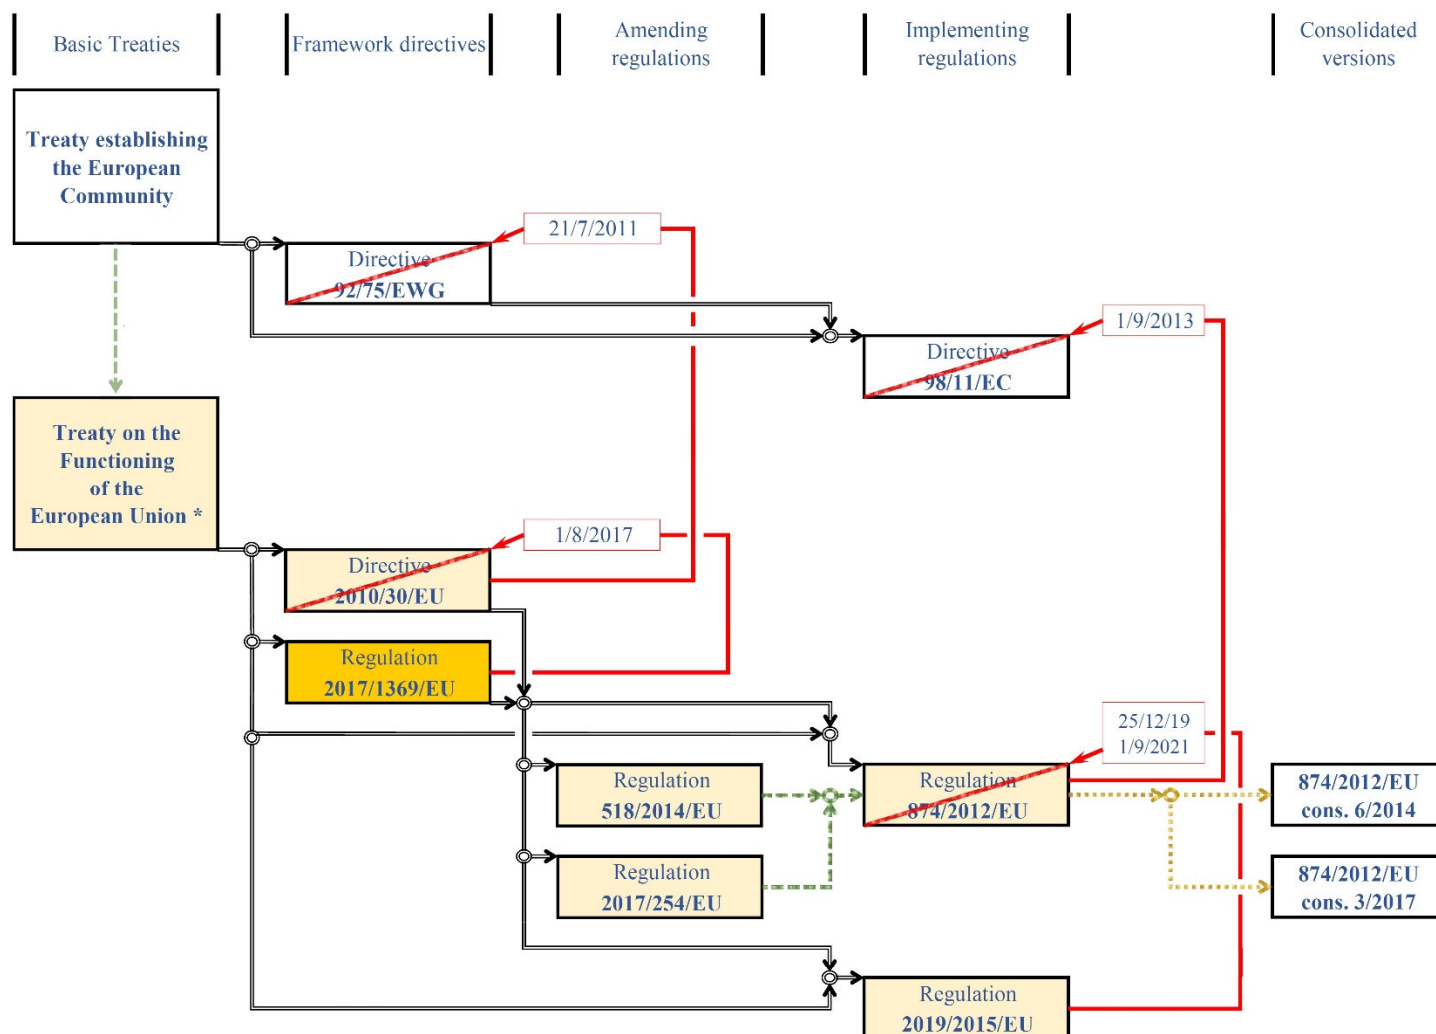 Basic Treaties
Framework directives
Amending
regulations
Implementing
regulations
Consolidated
versions
Treaty establishing
the European
Community
21/7/2011
Directive
92/75/EWG
1/9/2013
Directive
98/11/EC
Treaty on the
Functioning
of the
European Union *
1/8/2017
Directive
2010/30/EU
Regulation
2017/1369/EU
25/12/19
1/9/2021
Regulation
518/2014/EU
Regulation
874/2012/EU
874/2012/EU
cons. 6/2014
Regulation
2017/254/EU
874/2012/EU
cons. 3/2017
Regulation
2019/2015/EU